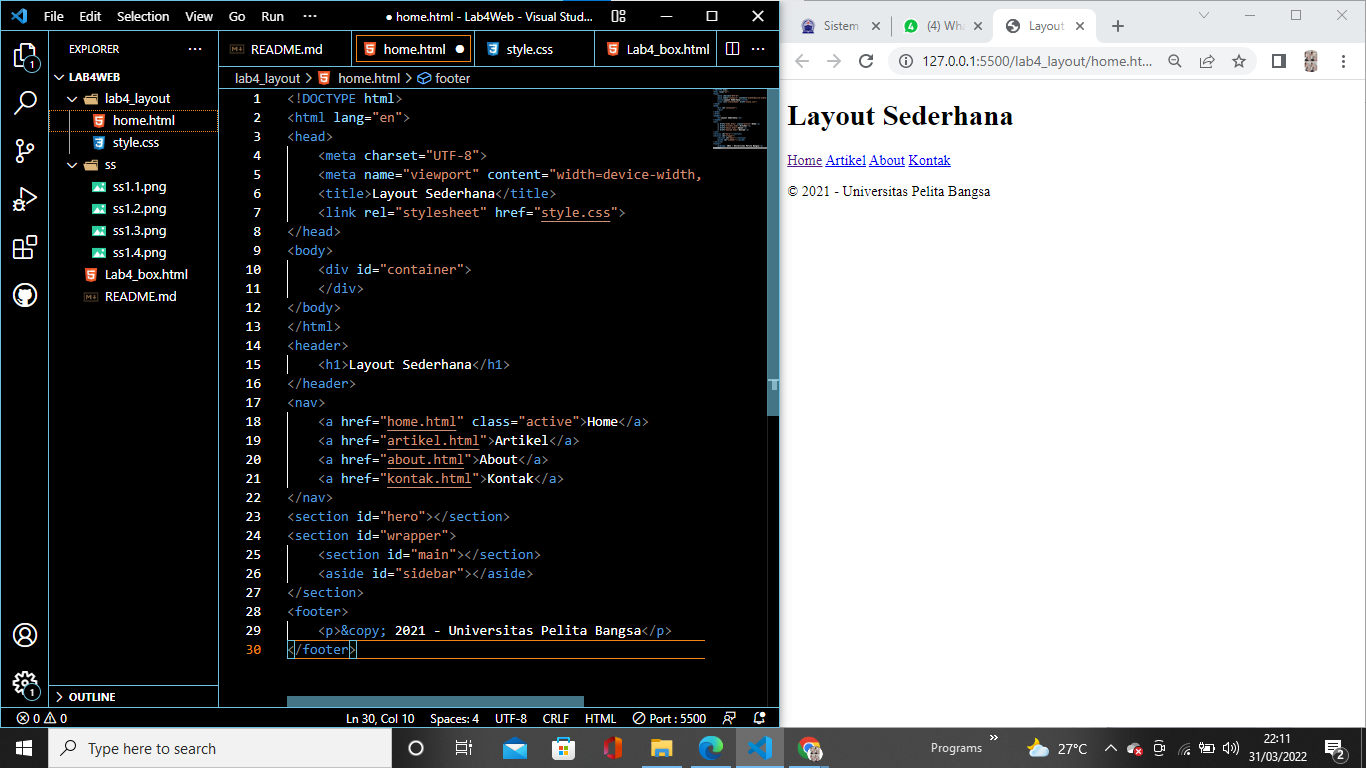 File Edit Selection View Go Run ··· ● home.html - Lab4Web - Visual Stud...
EXPLORER ···
LAB4WEB
lab4_layout
home.html
style.css
ss
ss1.1.png
ss1.2.png
ss1.3.png
ss1.4.png
Lab4_box.html
README.md
OUTLINE
1
1
README.md home.html ● style.css Lab4_box.html ···
lab4_layout > home.html > footer
1 <!DOCTYPE html>
2 <html lang="en">
3 <head>
4 <meta charset="UTF-8">
5 <meta name="viewport" content="width=device-width,
6 <title>Layout Sederhana</title>
7 <link rel="stylesheet" href="style.css">
8 </head>
9 <body>
10 <div id="container">
11 </div>
12 </body>
13 </html>
14 <header>
15 <h1>Layout Sederhana</h1>
16 </header>
17 <nav>
18 <a href="home.html" class="active">Home</a>
19 <a href="artikel.html">Artikel</a>
20 <a href="about.html">About</a>
21 <a href="kontak.html">Kontak</a>
22 </nav>
23 <section id="hero"></section>
24 <section id="wrapper">
25 <section id="main"></section>
26 <aside id="sidebar"></aside>
27 </section>
28 <footer>
29 <p>&copy; 2021 - Universitas Pelita Bangsa</p>
30 </footer>
0 0 Ln 30, Col 10 Spaces: 4 UTF-8 CRLF HTML Port : 5500
Sistem (4) Wha Layout
127.0.0.1:5500/lab4_layout/home.ht...
Layout Sederhana
Home Artikel About Kontak
© 2021 - Universitas Pelita Bangsa
Type here to search Programs 27°C 22:11
31/03/2022 2